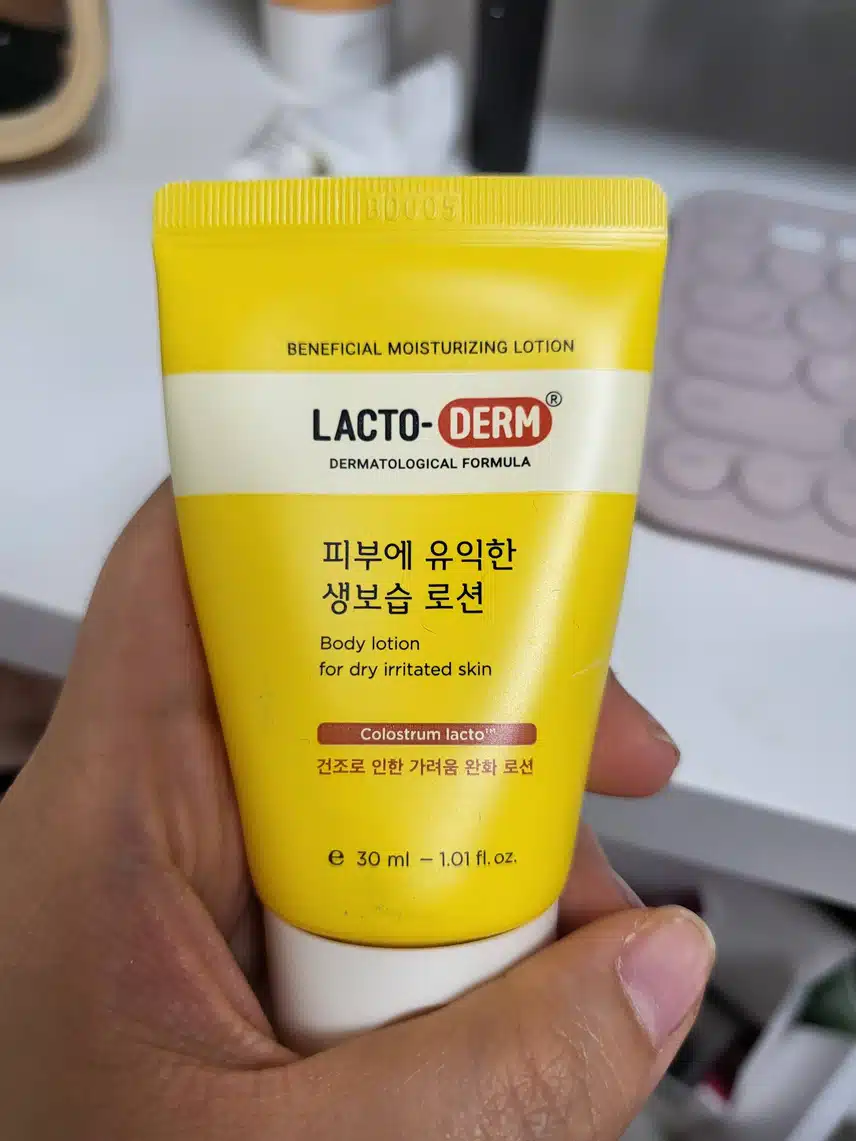 80005
BENEFICIAL MOISTURIZING LOTION
LACTO-DERM®
DERMATOLOGICAL FORMULA
피부에 유익한
생보습 로션
Body lotion
for dry irritated skin
Colostrum lacto™
건조로 인한 가려움 완화 로션
℮ 30 ml – 1.01 fl. oz.